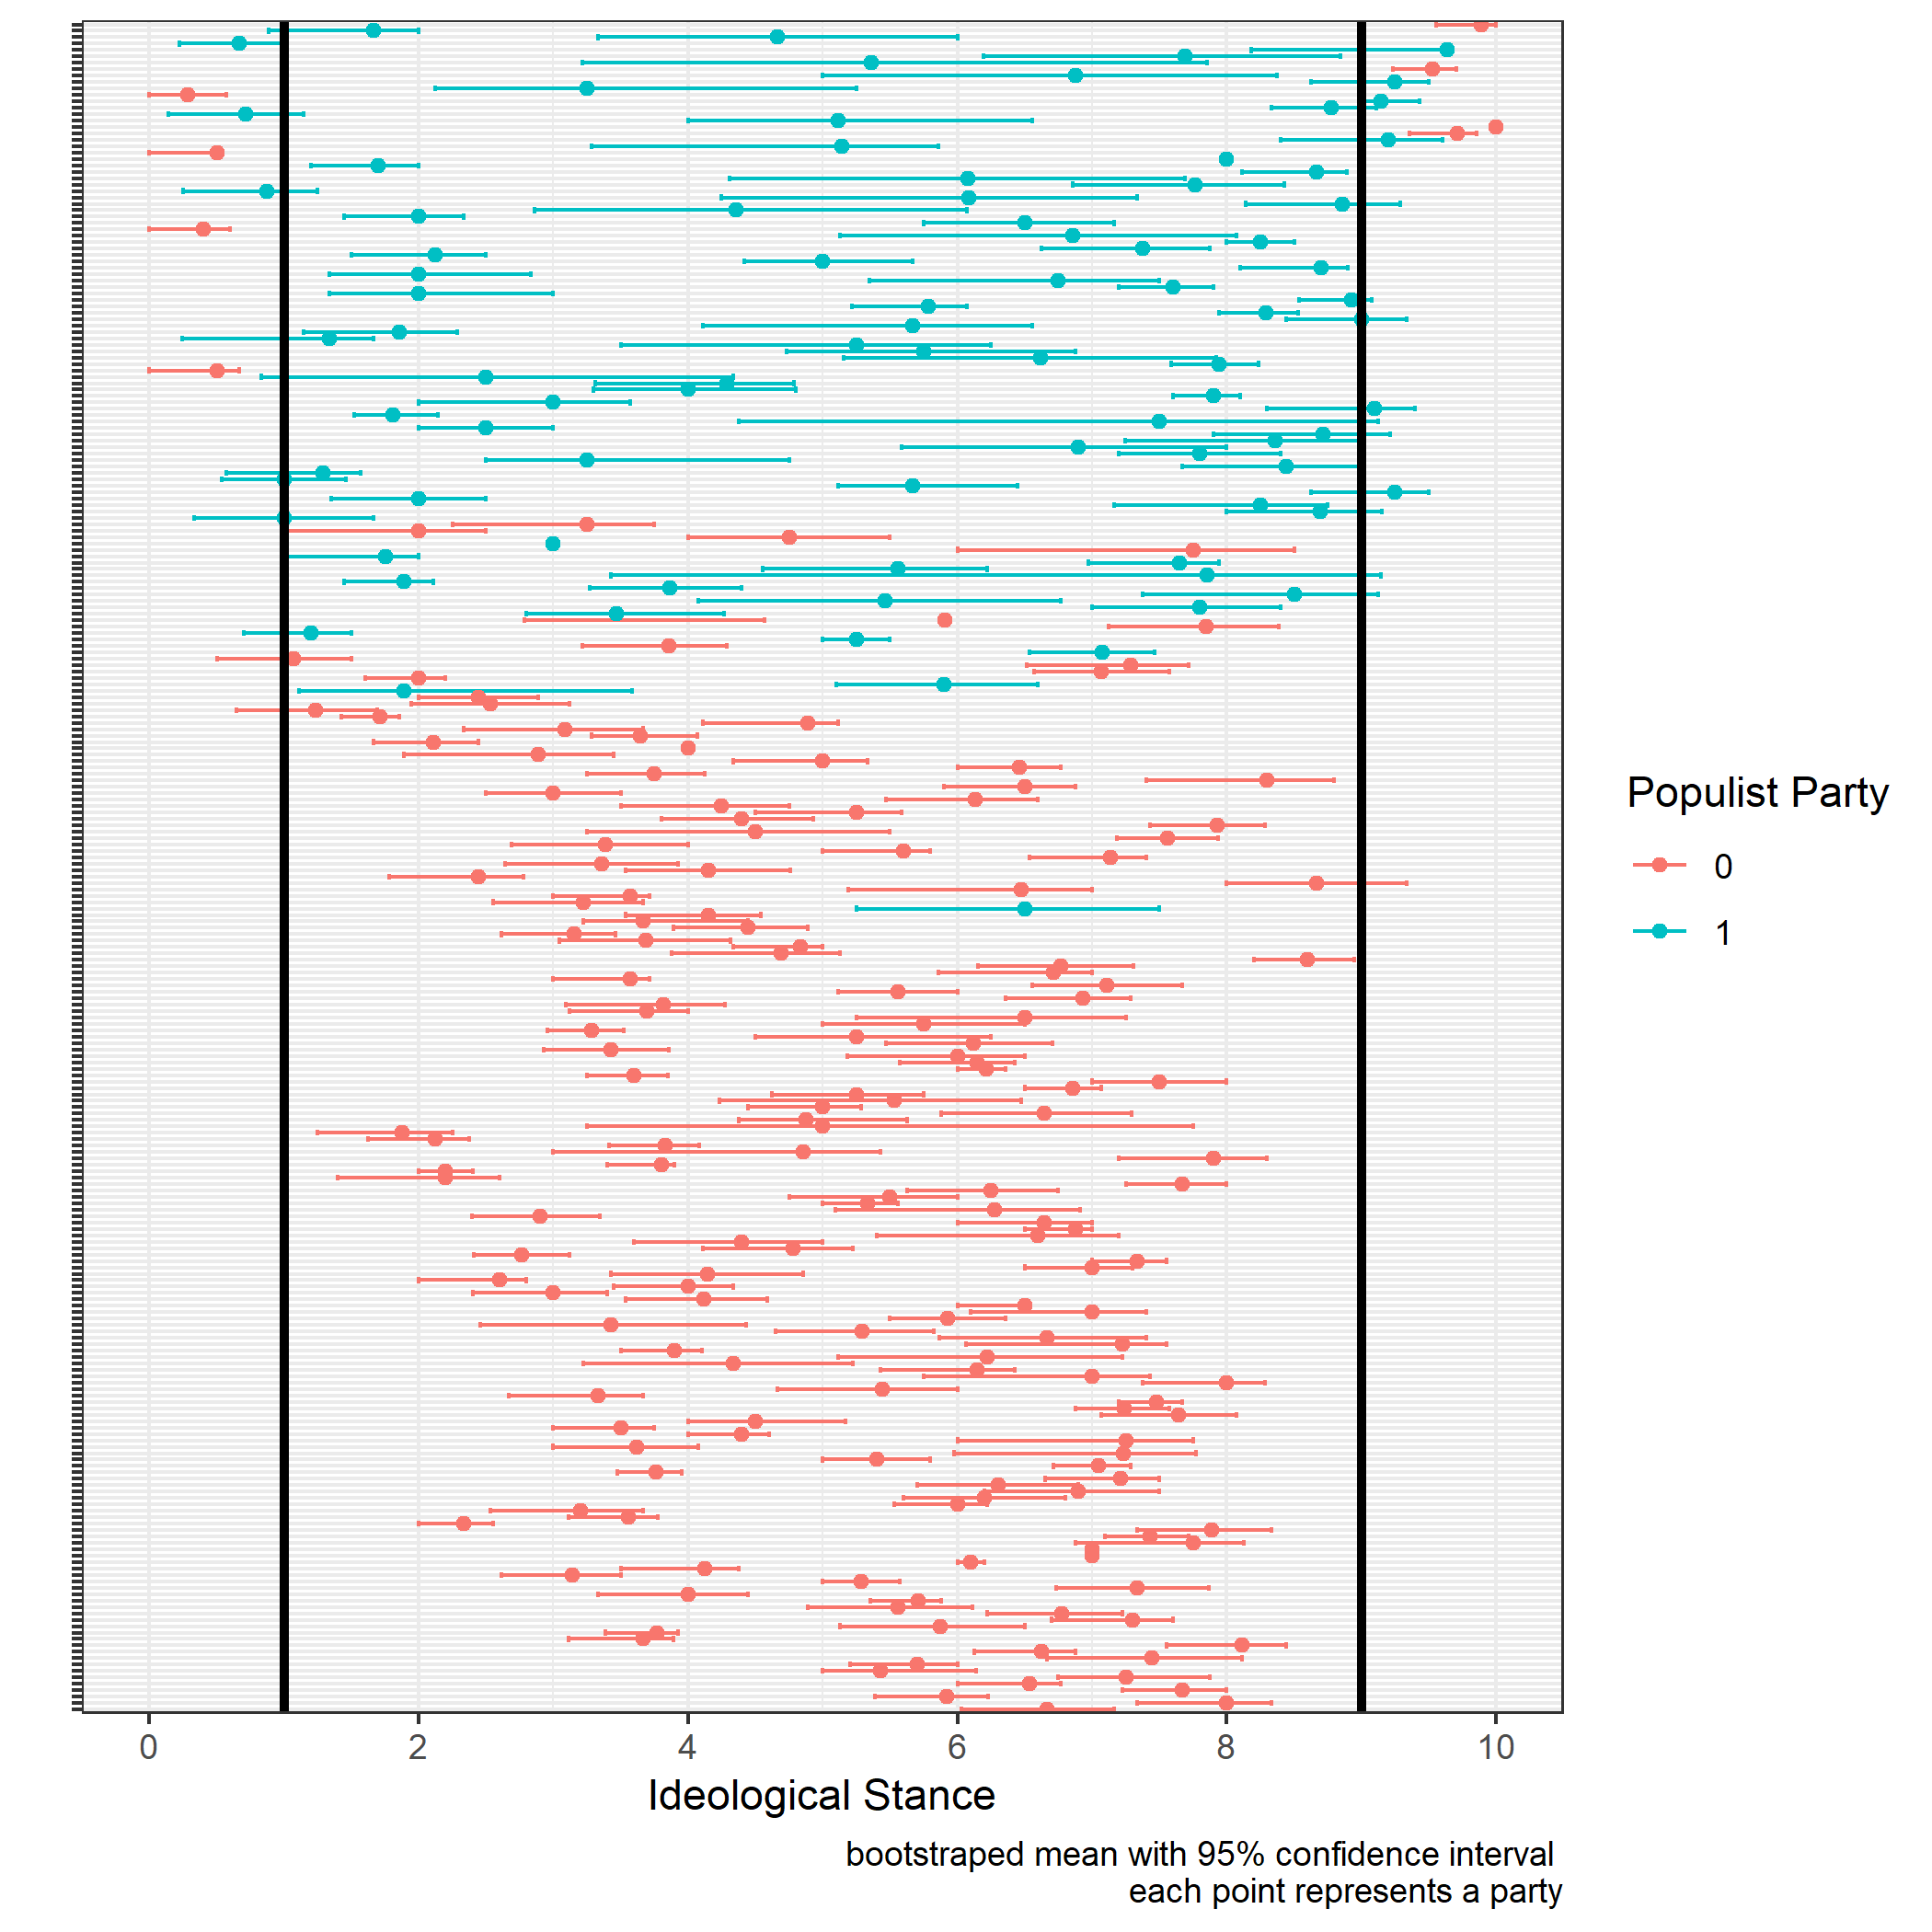 Populist Party
0
1
0 2 4 6 8 10
Ideological Stance
bootstraped mean with 95% confidence interval
each point represents a party